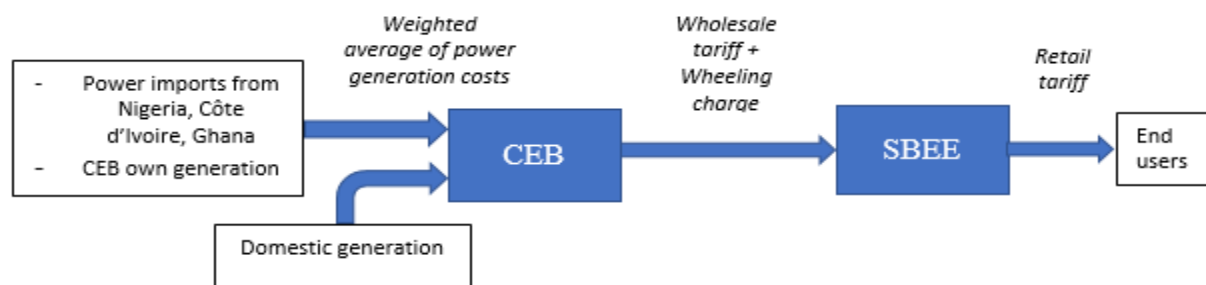 Weighted
average of power
generation costs
Wholesale
tariff +
Wheeling
charge
Retail
tariff
- Power imports from
Nigeria, Côte
d'Ivoire, Ghana
- CEB own generation
CEB
SBEE
End
users
Domestic generation